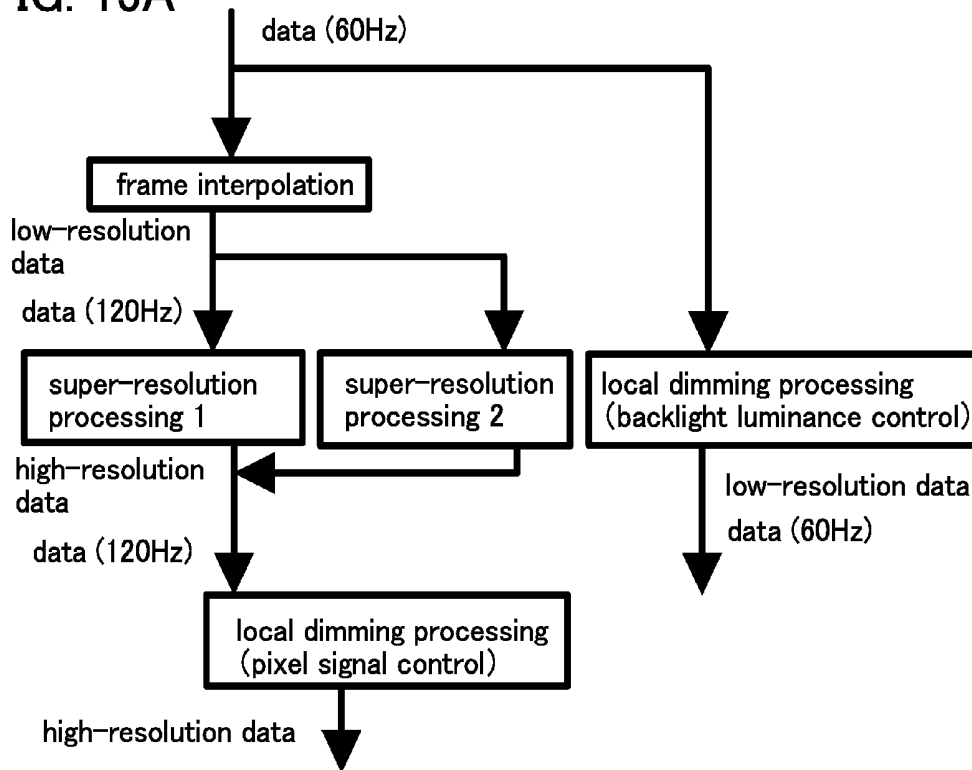 IG. 15A
data (60Hz)
frame interpolation
low-resolution
data
data (120Hz)
super-resolution
processing 1
super-resolution
processing 2
local dimming processing
(backlight luminance control)
high-resolution
data
data (120Hz)
low-resolution data
data (60Hz)
local dimming processing
(pixel signal control)
high-resolution data